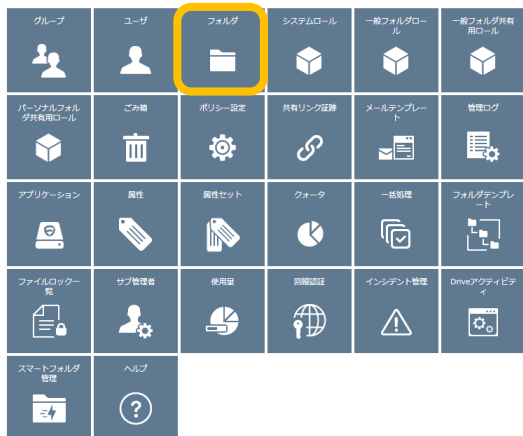 グループ
ユーザ
フォルダ
システムロール
一般フォルダロー
ル
一般フォルダ共有
用ロール
パーソナルフォル
ダ共有用ロール
ごみ箱
ポリシー設定
共有リンク証跡
メールテンプレー
ト
管理ログ
アプリケーション
属性
属性セット
クォータ
一括処理
フォルダテンプレ
ート
ファイルロック一
覧
サブ管理者
使用量
回線認証
インシデント管理
Driveアクティビテ
ィ
スマートフォルダ
管理
ヘルプ
?